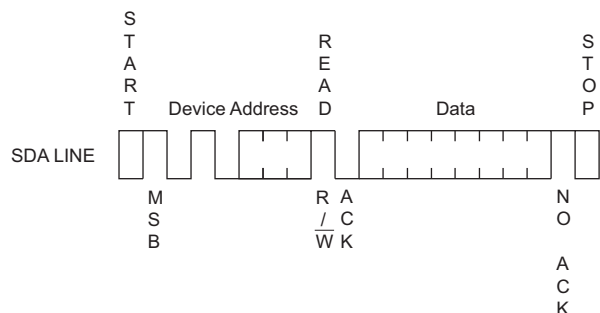 START
READ
STOP
Device Address
Data
SDA LINE
MSB
R/W
ACK
NO ACK